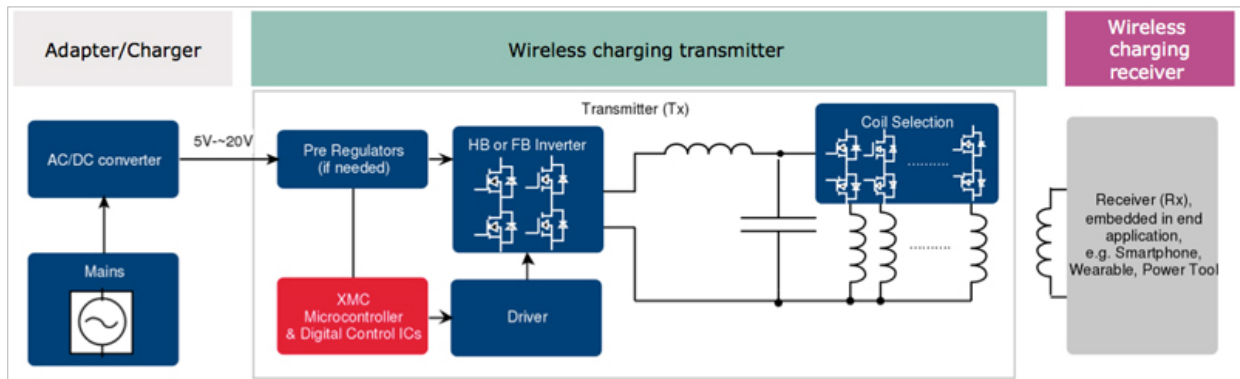 Adapter/Charger
Wireless charging transmitter
Wireless
charging
receiver
Transmitter (Tx)
AC/DC converter
5V-~20V
Pre Regulators
(if needed)
HB or FB Inverter
Coil Selection
Mains
XMC
Microcontroller
& Digital Control ICs
Driver
Receiver (Rx),
embedded in end
application,
e.g. Smartphone,
Wearable, Power Tool